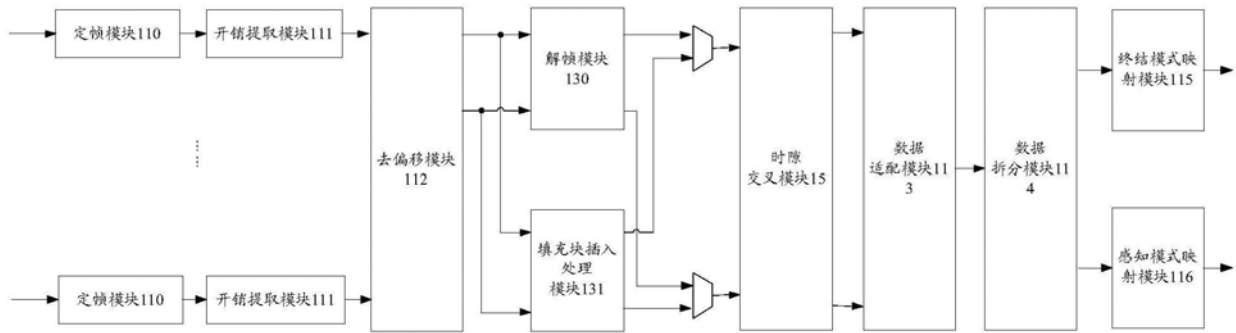 定帧模块110
开销提取模块111
去偏移模块
112
解帧模块
130
填充块插入
处理
模块131
时隙
交叉模块15
数据
适配模块11
3
数据
拆分模块11
4
终结模式映
射模块115
定帧模块110
开销提取模块111
感知模式映
射模块116